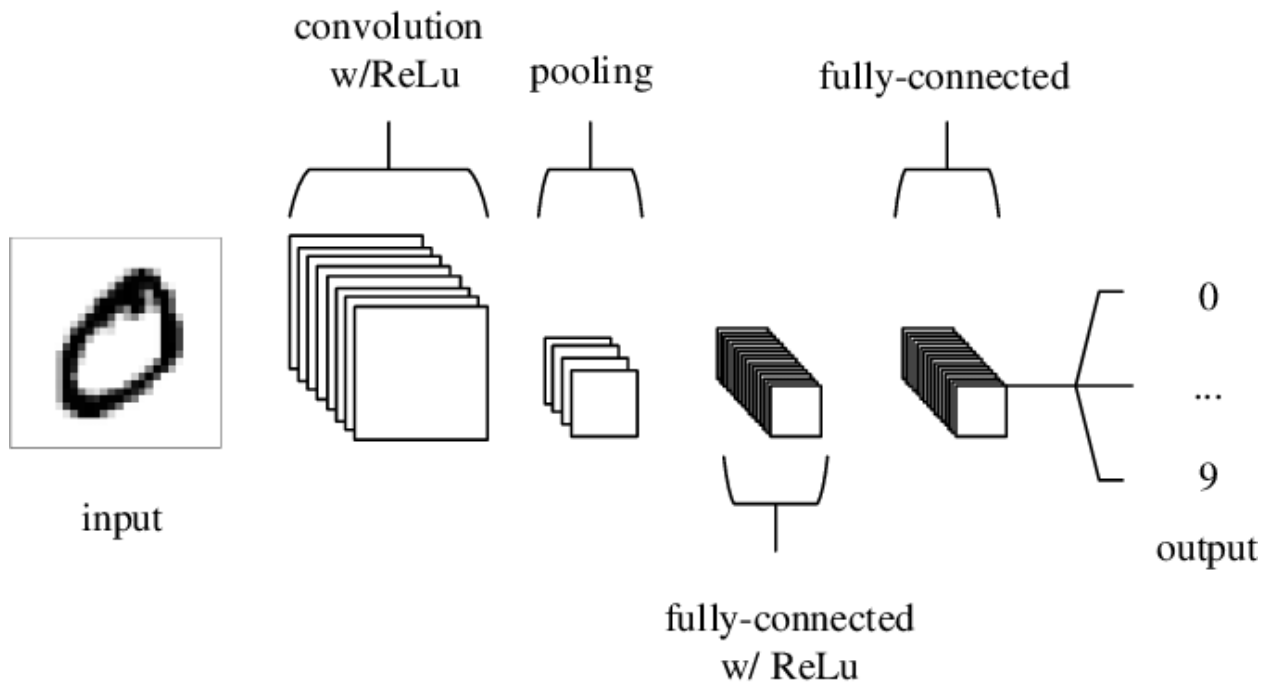 convolution
w/ReLu
pooling
fully-connected
input
0
...
9
output
fully-connected
w/ ReLu